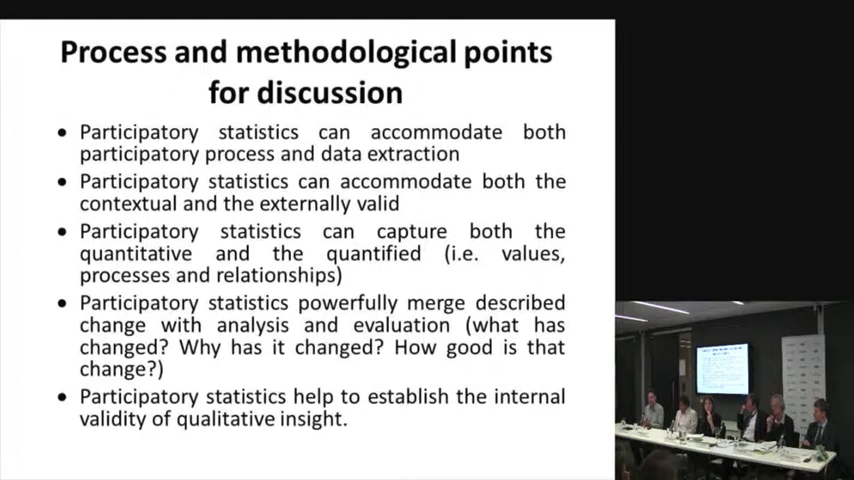 Process and methodological points
for discussion
• Participatory statistics can accommodate both
participatory process and data extraction
• Participatory statistics can accommodate both the
contextual and the externally valid
• Participatory statistics can capture both the
quantitative and the quantified (i.e. values,
processes and relationships)
• Participatory statistics powerfully merge described
change with analysis and evaluation (what has
changed? Why has it changed? How good is that
change?)
• Participatory statistics help to establish the internal
validity of qualitative insight.